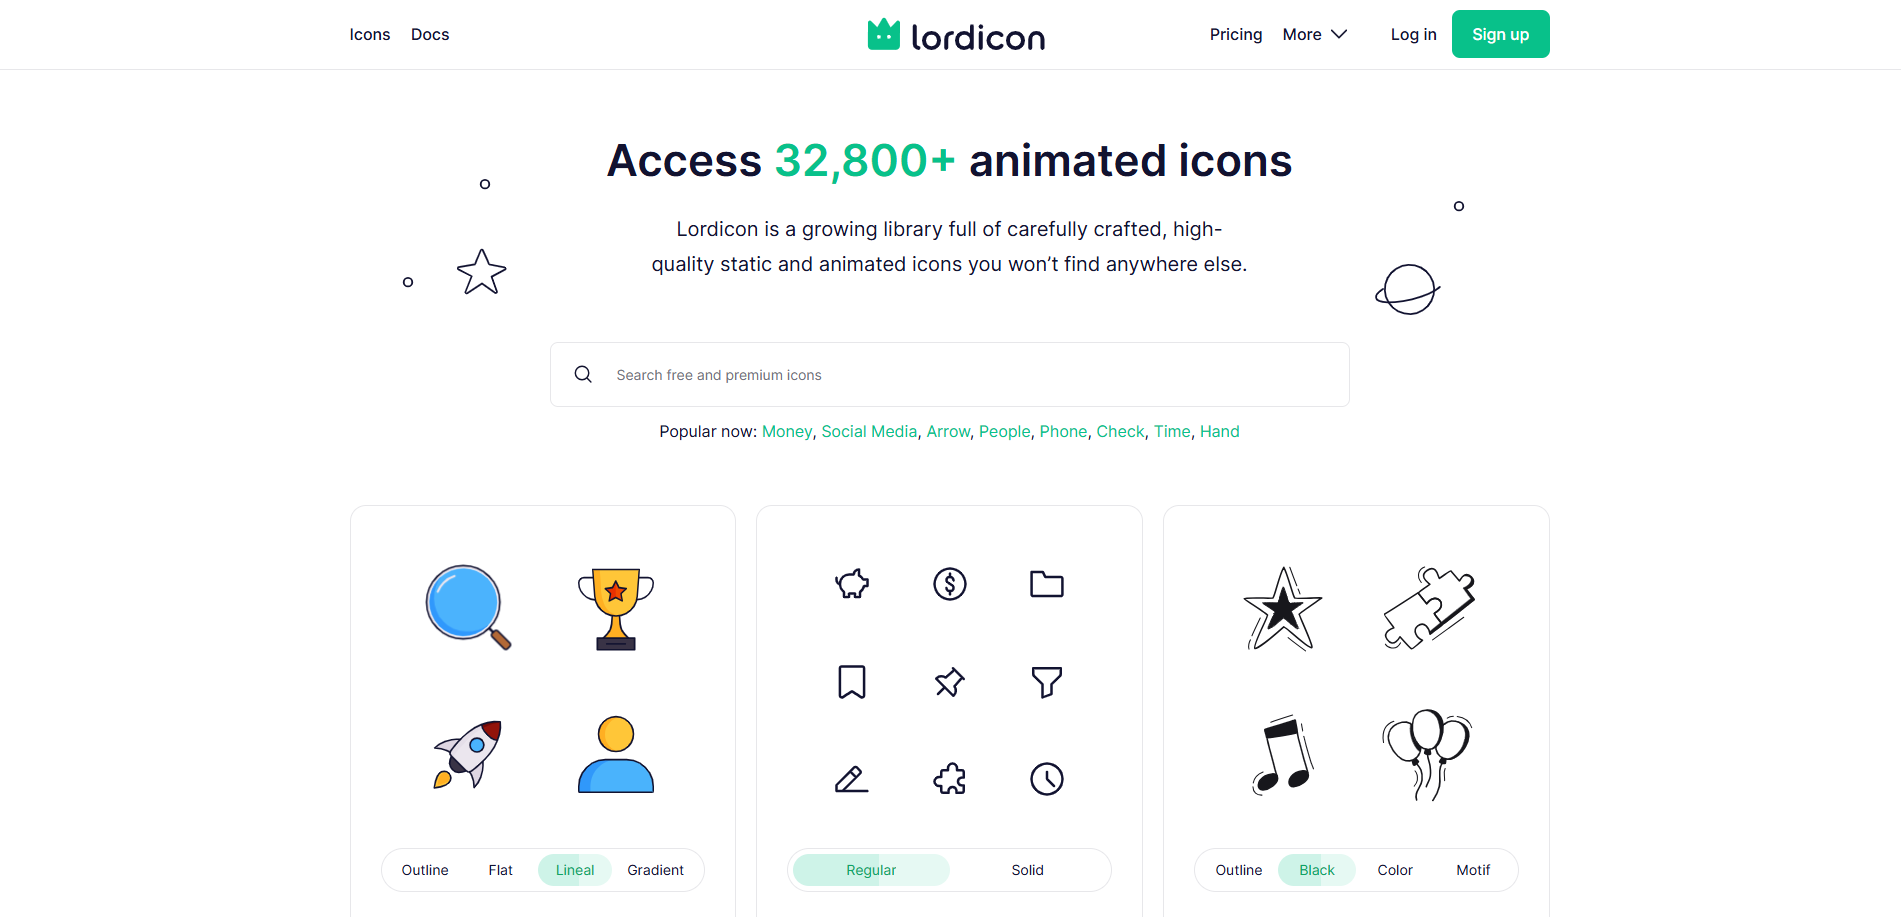 Icons Docs lordicon Pricing More Log in Sign up
Access 32,800+ animated icons
Lordicon is a growing library full of carefully crafted, high-
quality static and animated icons you won’t find anywhere else.
Search free and premium icons
Popular now: Money, Social Media, Arrow, People, Phone, Check, Time, Hand
Outline Flat Lineal Gradient
Regular Solid
Outline Black Color Motif